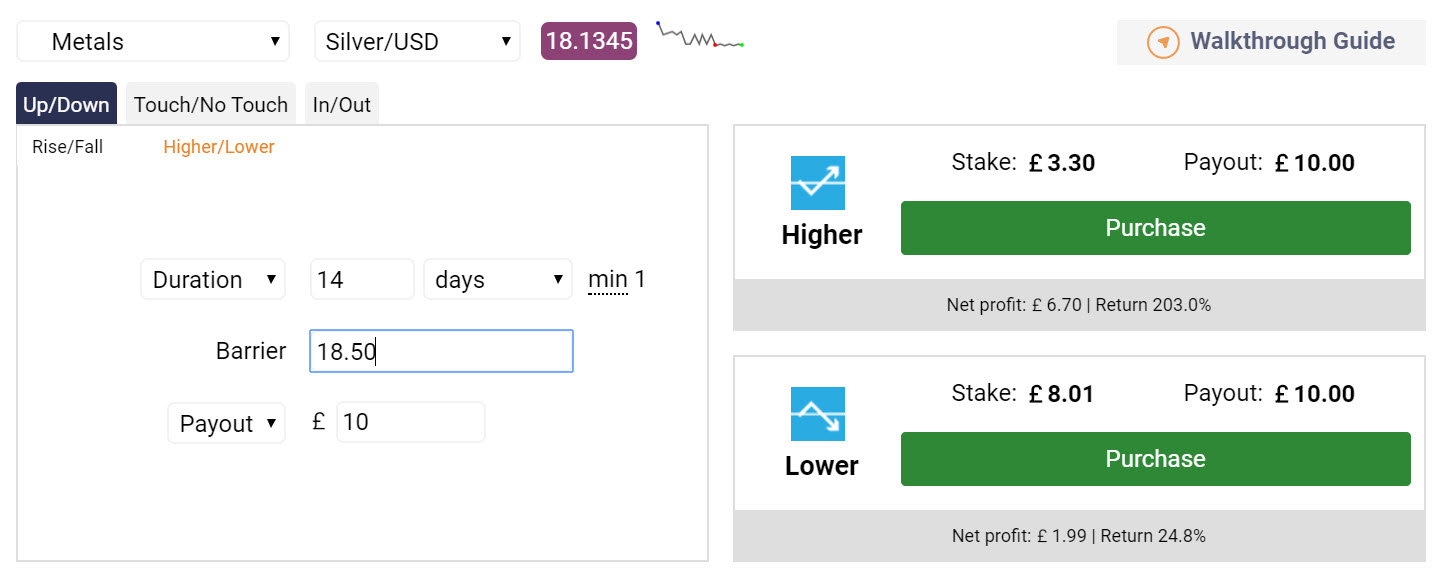 Metals Silver/USD 18.1345 Walkthrough Guide
Up/Down Touch/No Touch In/Out
Rise/Fall Higher/Lower
Duration 14 days min 1
Barrier 18.50
Payout £ 10
Higher
Stake: £ 3.30 Payout: £ 10.00
Purchase
Net profit: £ 6.70 | Return 203.0%
Lower
Stake: £ 8.01 Payout: £ 10.00
Purchase
Net profit: £ 1.99 | Return 24.8%